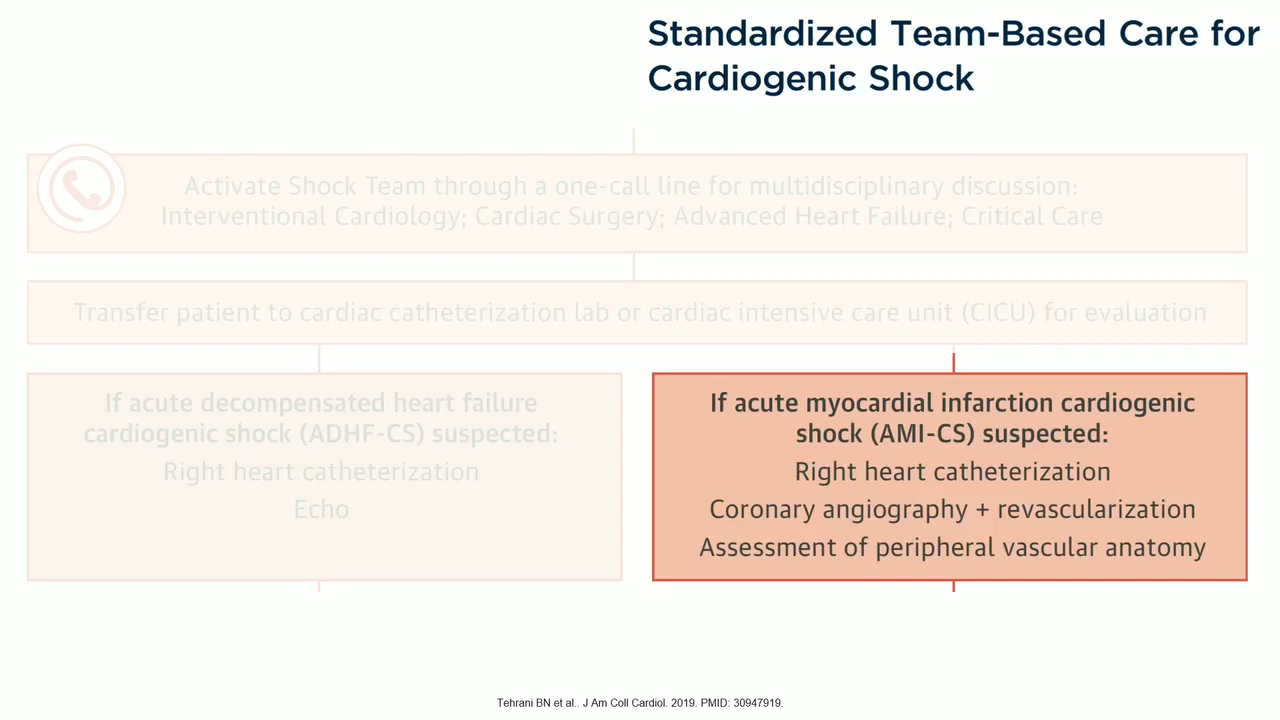 Standardized Team-Based Care for
Cardiogenic Shock
Activate Shock Team through a one-call line for multidisciplinary discussion:
Interventional Cardiology; Cardiac Surgery; Advanced Heart Failure; Critical Care
Transfer patient to cardiac catheterization lab or cardiac intensive care unit (CICU) for evaluation
If acute decompensated heart failure
cardiogenic shock (ADHF-CS) suspected:
Right heart catheterization
Echo
If acute myocardial infarction cardiogenic
shock (AMI-CS) suspected:
Right heart catheterization
Coronary angiography + revascularization
Assessment of peripheral vascular anatomy
Tehrani BN et al.. J Am Coll Cardiol. 2019. PMID: 30947919.